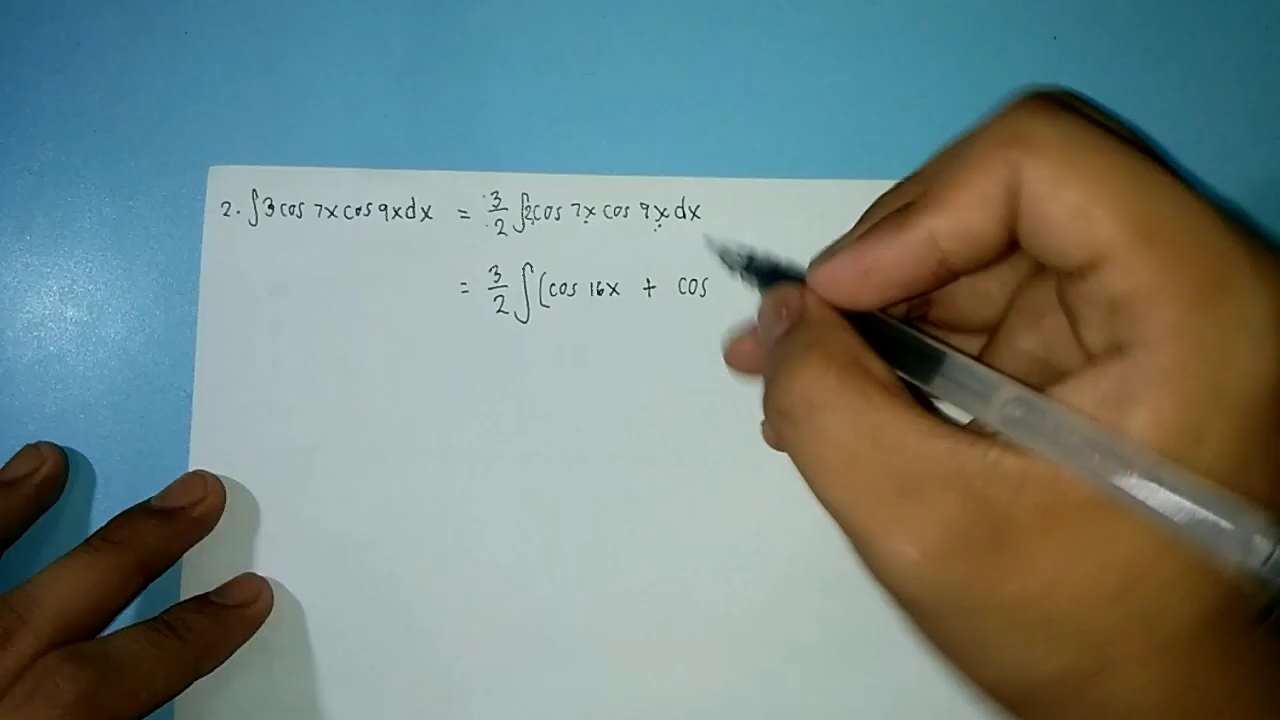 2. ∫3 cos 7x cos 9x dx = 3/2 ∫2cos 7x cos 9x dx
= 3/2 ∫(cos 16x + cos